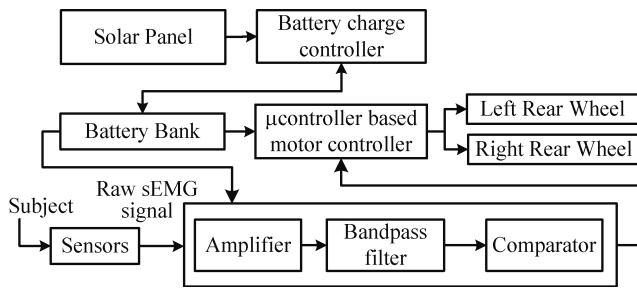 Solar Panel
Battery charge
controller
Battery Bank
μcontroller based
motor controller
Left Rear Wheel
Right Rear Wheel
Subject
Raw sEMG
signal
Sensors
Amplifier
Bandpass
filter
Comparator